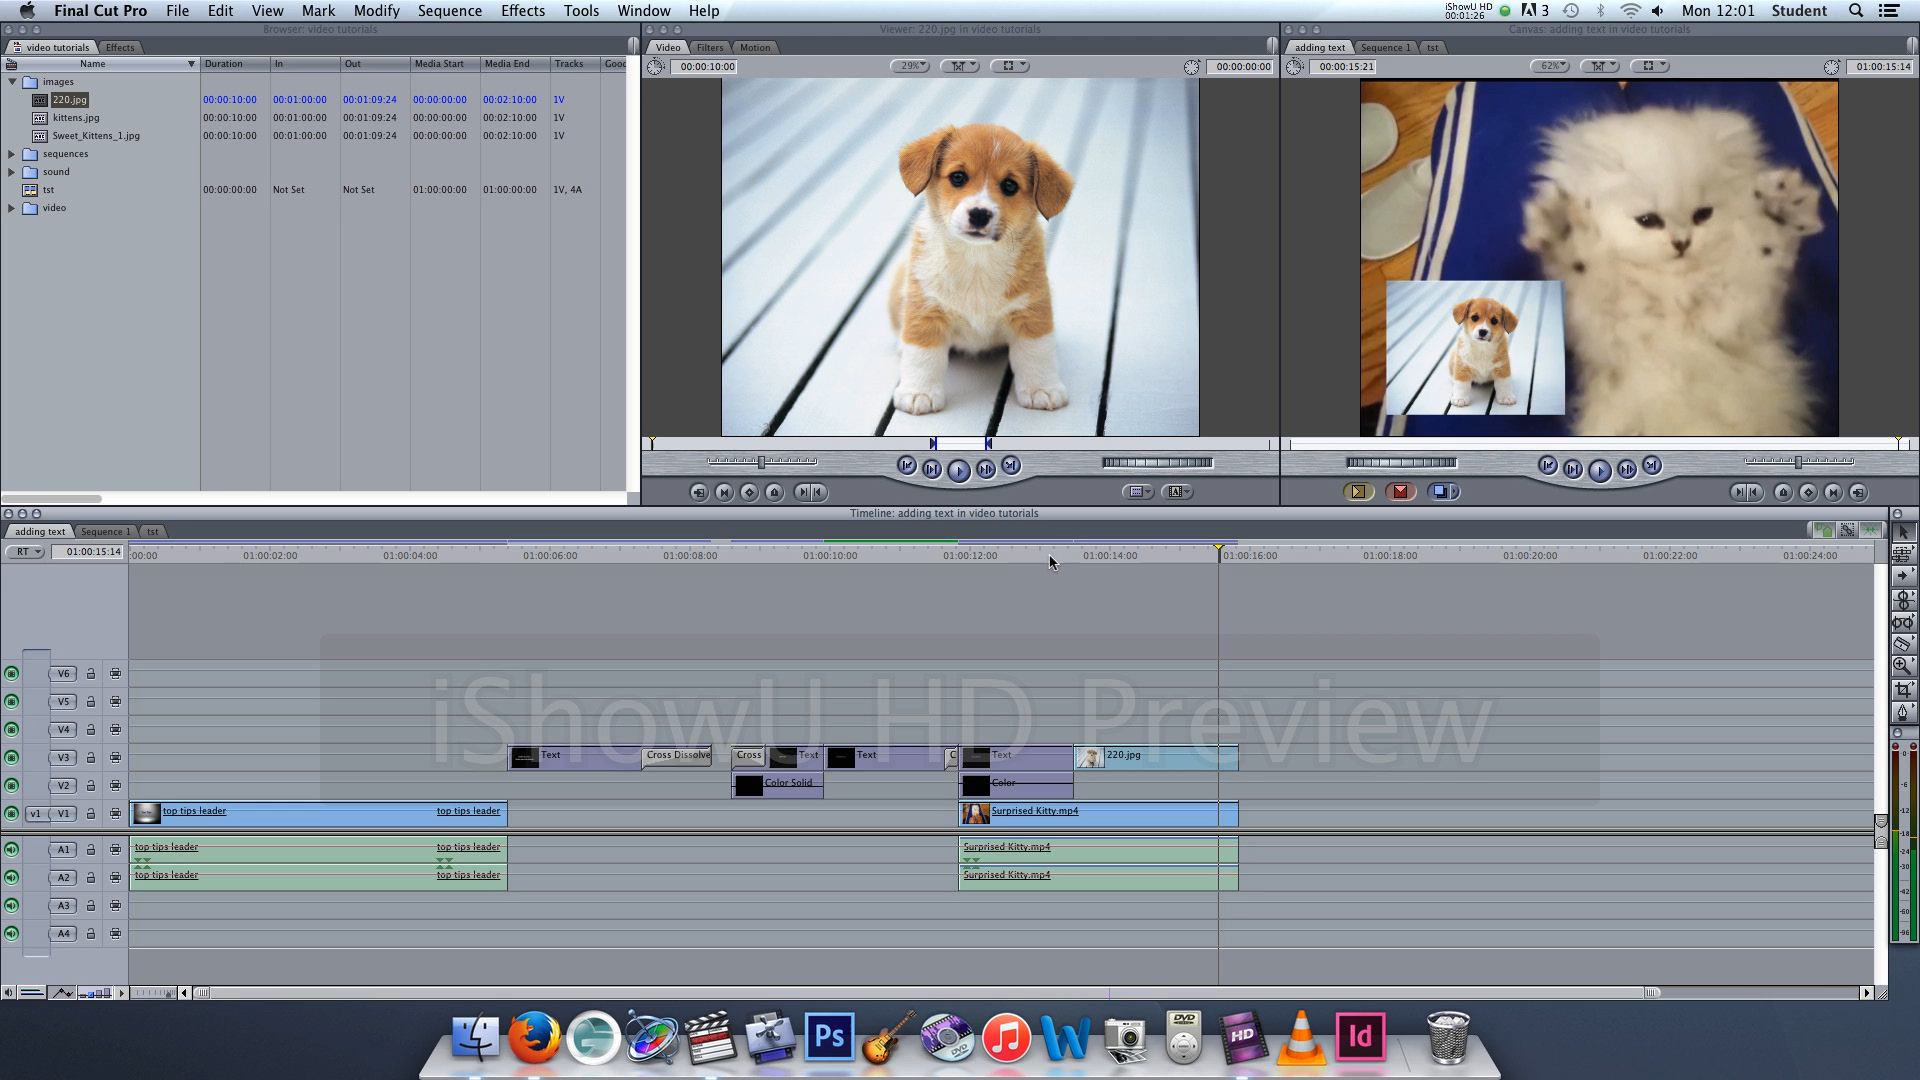 Final Cut Pro File Edit View Mark Modify Sequence Effects Tools Window Help iShowU HD 00:01:26 3 Mon 12:01 Student
Browser: video tutorials
video tutorials Effects
Name Duration In Out Media Start Media End Tracks Good
images
220.jpg 00:00:10:00 00:01:00:00 00:01:09:24 00:00:00:00 00:02:10:00 1V
kittens.jpg 00:00:10:00 00:01:00:00 00:01:09:24 00:00:00:00 00:02:10:00 1V
Sweet_Kittens_1.jpg 00:00:10:00 00:01:00:00 00:01:09:24 00:00:00:00 00:02:10:00 1V
sequences
sound
tst 00:00:00:00 Not Set Not Set 01:00:00:00 01:00:00:00 1V, 4A
video
Viewer: 220.jpg in video tutorials
Video Filters Motion
00:00:10:00 29% 00:00:00:00
Canvas: adding text in video tutorials
adding text Sequence 1 tst
00:00:15:21 62% 01:00:15:14
Timeline: adding text in video tutorials
adding text Sequence 1 tst
RT 01:00:15:14 :00:00 01:00:02:00 01:00:04:00 01:00:06:00 01:00:08:00 01:00:10:00 01:00:12:00 01:00:14:00 01:00:16:00 01:00:18:00 01:00:20:00 01:00:22:00 01:00:24:00
iShowU HD Preview
V6
V5
V4
V3 Text Cross Dissolve Cross Text Text C Text 220.jpg
V2 Color Solid Color
v1 V1 top tips leader top tips leader Surprised Kitty.mp4
A1 top tips leader top tips leader Surprised Kitty.mp4
A2 top tips leader top tips leader Surprised Kitty.mp4
A3
A4
0
-6
-12
-18
-24
-30
-42
-60
-96
Ps DVD W DVD HD Id